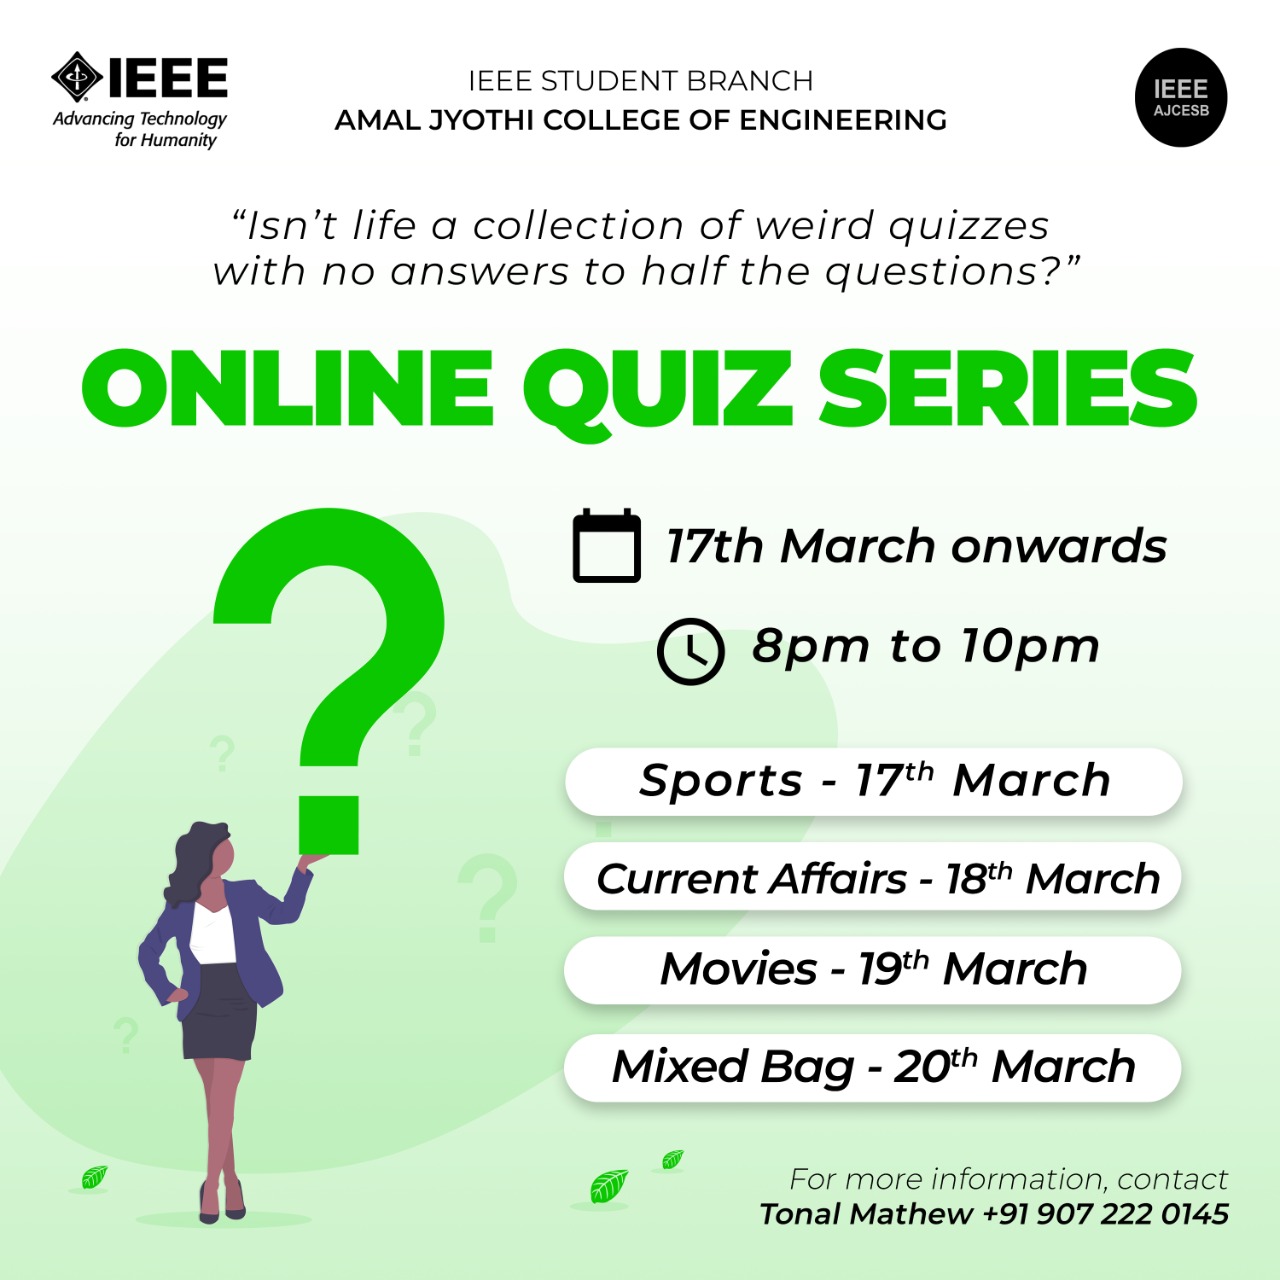 IEEE
Advancing Technology
for Humanity
IEEE STUDENT BRANCH
AMAL JYOTHI COLLEGE OF ENGINEERING
IEEE
AJCESB
“Isn’t life a collection of weird quizzes
with no answers to half the questions?”
ONLINE QUIZ SERIES
?
17th March onwards
8pm to 10pm
Sports - 17th March
Current Affairs - 18th March
Movies - 19th March
Mixed Bag - 20th March
For more information, contact
Tonal Mathew +91 907 222 0145